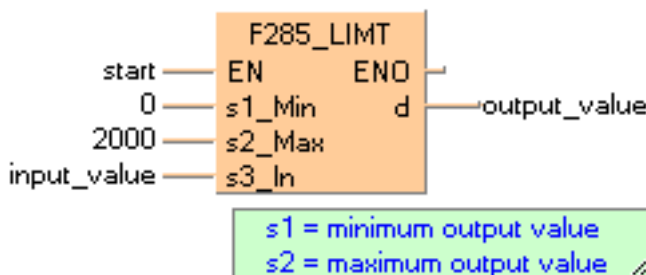 F285_LIMT
start EN ENO
0 s1_Min d output_value
2000 s2_Max
input_value s3_In
s1 = minimum output value
s2 = maximum output value